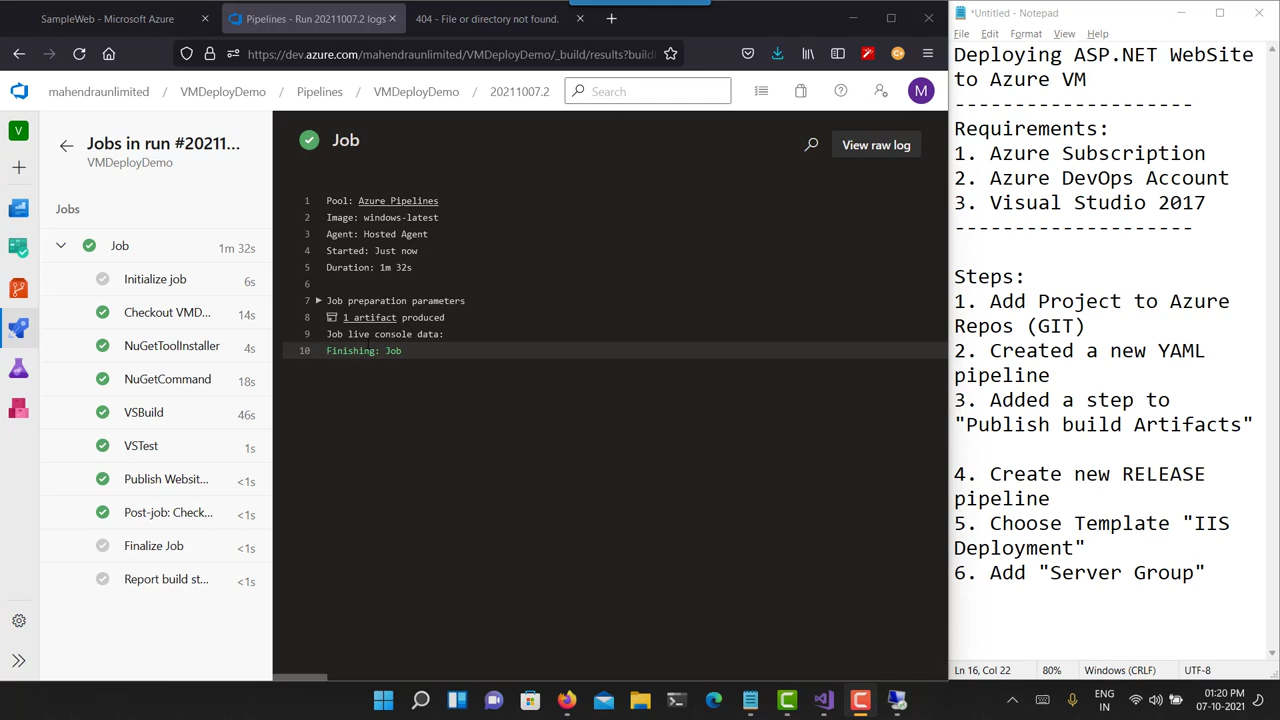 SampleWeb - Microsoft Azure
Pipelines - Run 20211007.2 logs
404 - File or directory not found.
*Untitled - Notepad
https://dev.azure.com/mahendraunlimited/VMDeployDemo/_build/results?build
File Edit Format View Help
mahendraunlimited / VMDeployDemo / Pipelines / VMDeployDemo / 20211007.2
Search
M
V
Jobs in run #20211...
VMDeployDemo
Jobs
Job 1m 32s
Initialize job 6s
Checkout VMD... 14s
NuGetToolInstaller 4s
NuGetCommand 18s
VSBuild 46s
VSTest 1s
Publish Websit... <1s
Post-job: Check... <1s
Finalize Job <1s
Report build st... <1s
Job
View raw log
1 Pool: Azure Pipelines
2 Image: windows-latest
3 Agent: Hosted Agent
4 Started: Just now
5 Duration: 1m 32s
6
7 Job preparation parameters
8 1 artifact produced
9 Job live console data:
10 Finishing: Job
Deploying ASP.NET WebSite
to Azure VM
--------------------
Requirements:
1. Azure Subscription
2. Azure DevOps Account
3. Visual Studio 2017
--------------------
Steps:
1. Add Project to Azure
Repos (GIT)
2. Created a new YAML
pipeline
3. Added a step to
"Publish build Artifacts"
4. Create new RELEASE
pipeline
5. Choose Template "IIS
Deployment"
6. Add "Server Group"
Ln 16, Col 22 80% Windows (CRLF) UTF-8
ENG
IN
01:20 PM
07-10-2021